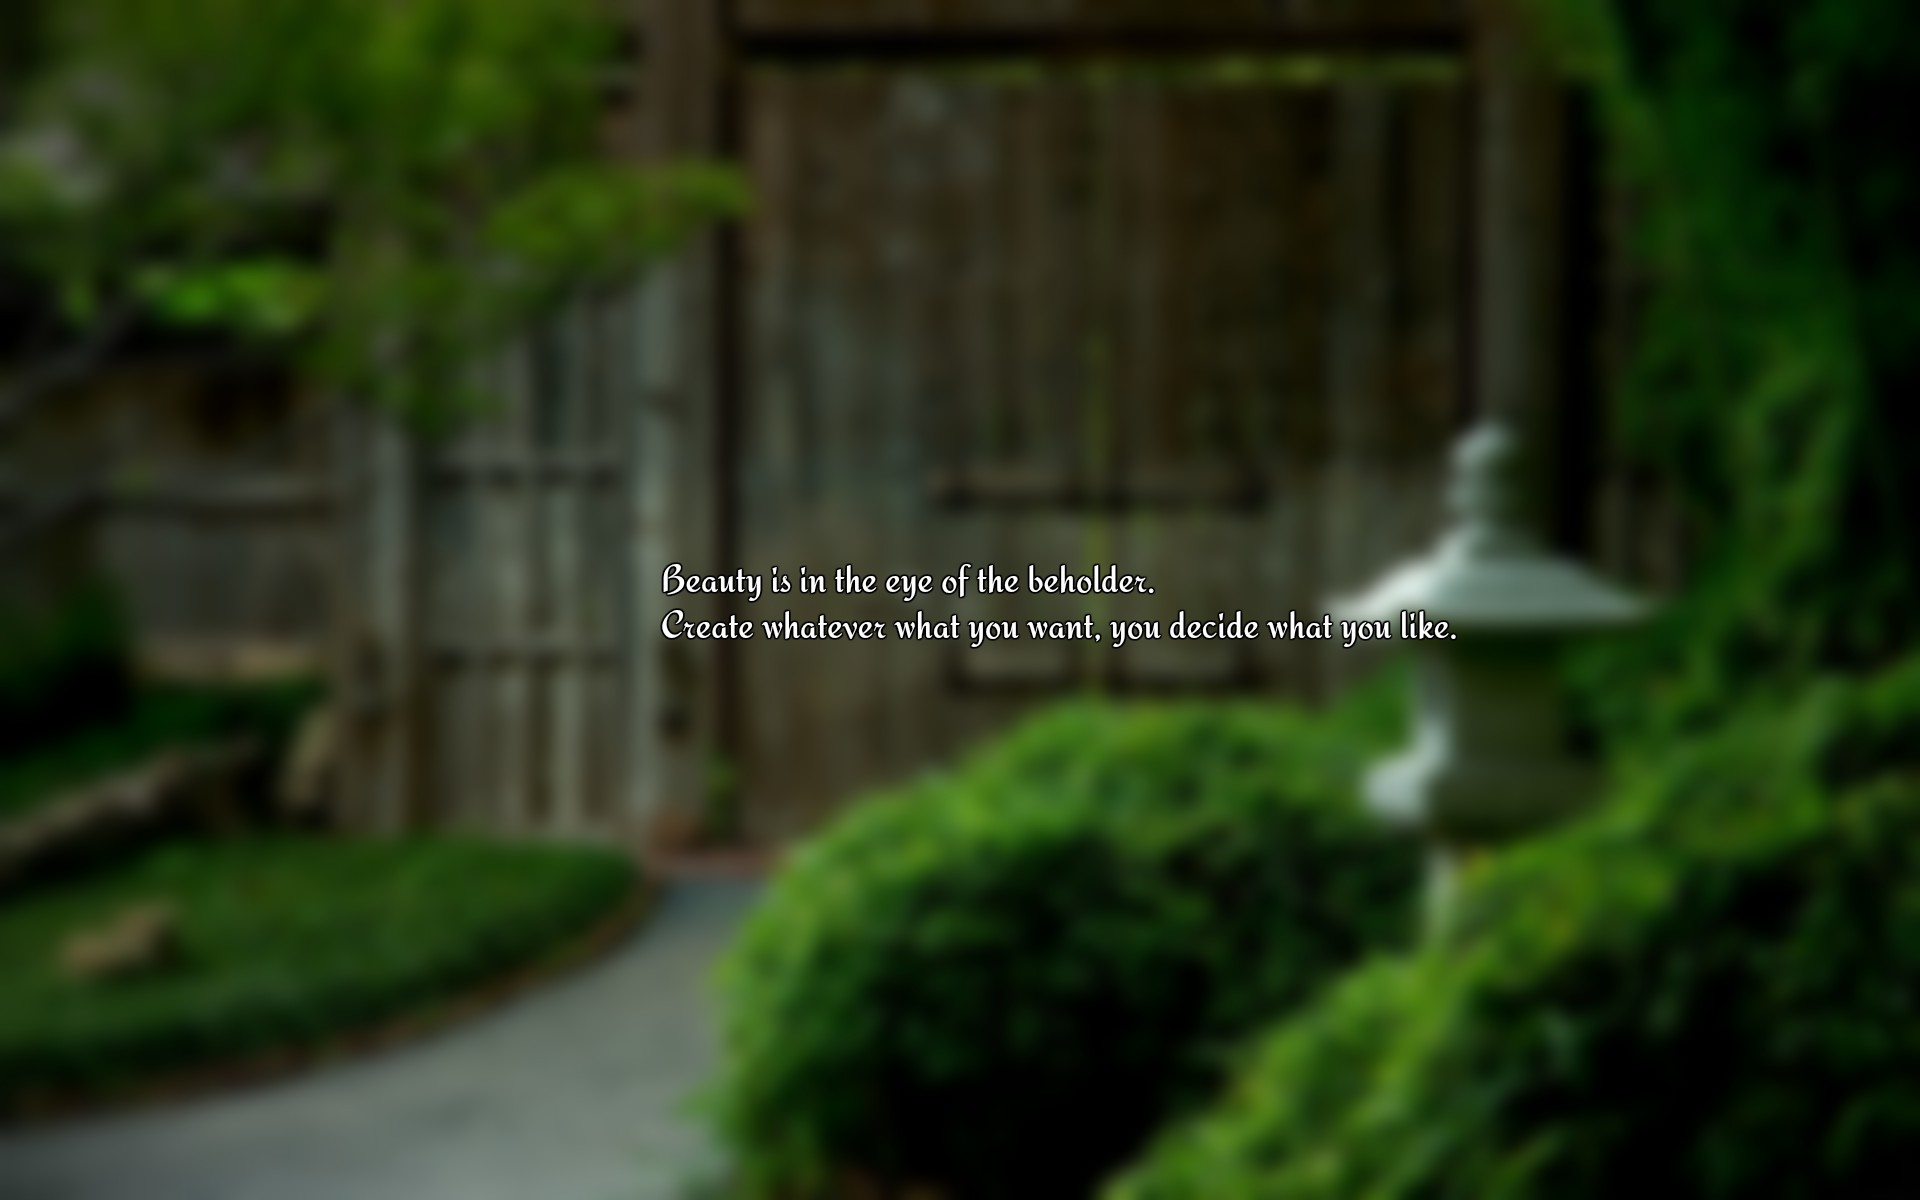 Beauty is in the eye of the beholder.
Create whatever what you want, you decide what you like.